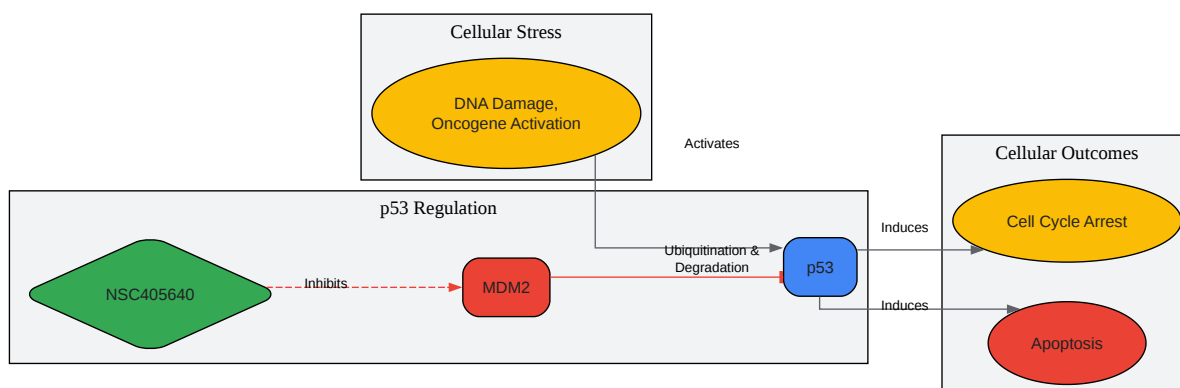 Cellular Stress
DNA Damage,
Oncogene Activation
Activates
Cellular Outcomes
p53 Regulation
Cell Cycle Arrest
Induces
Ubiquitination &
Degradation
p53
NSC405640
Inhibits
MDM2
Induces
Apoptosis